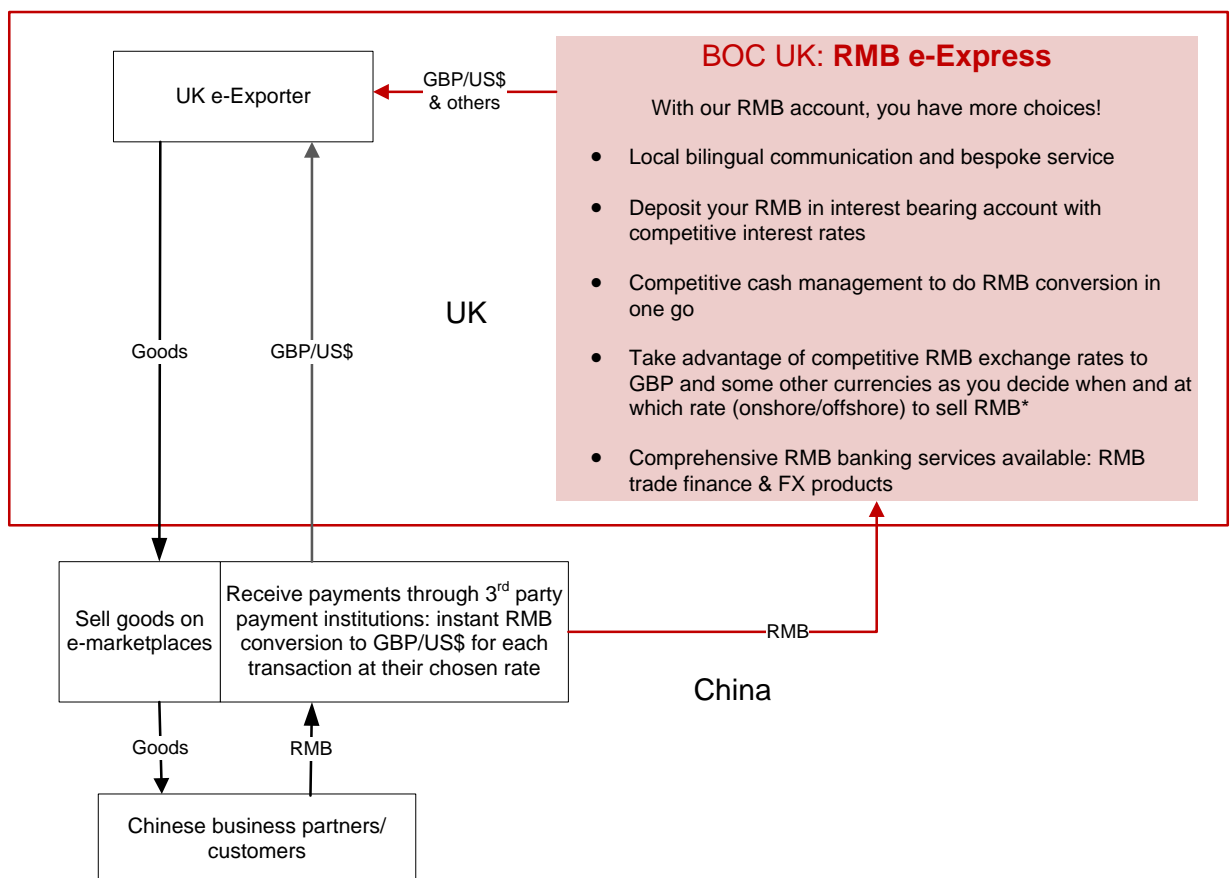 BOC UK: RMB e-Express
UK e-Exporter
GBP/US$
& others
With our RMB account, you have more choices!
● Local bilingual communication and bespoke service
● Deposit your RMB in interest bearing account with
competitive interest rates
● Competitive cash management to do RMB conversion in
one go
● Take advantage of competitive RMB exchange rates to
GBP and some other currencies as you decide when and at
which rate (onshore/offshore) to sell RMB*
● Comprehensive RMB banking services available: RMB
trade finance & FX products
UK
Goods
GBP/US$
Sell goods on
e-marketplaces
Receive payments through 3rd party
payment institutions: instant RMB
conversion to GBP/US$ for each
transaction at their chosen rate
RMB
China
Goods
RMB
Chinese business partners/
customers